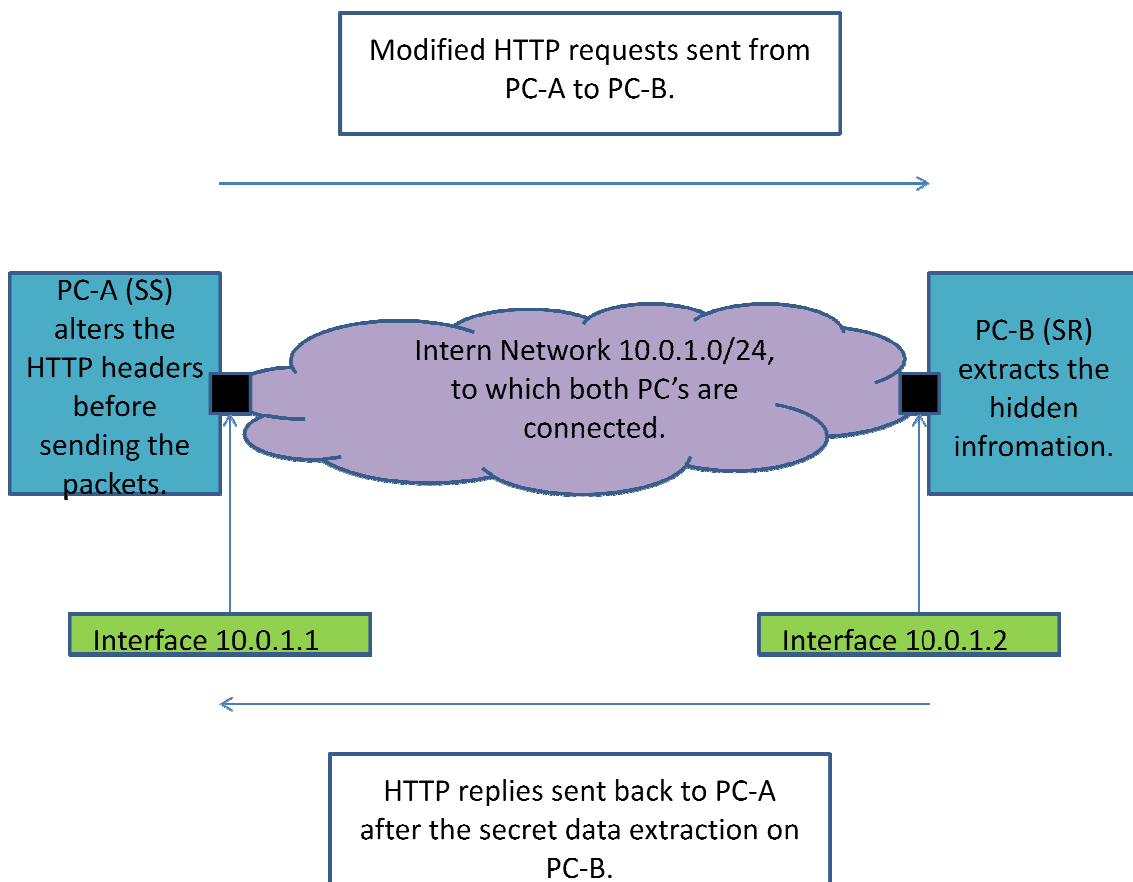 Modified HTTP requests sent from
PC-A to PC-B.
PC-A (SS)
alters the
HTTP headers
before
sending the
packets.
Intern Network 10.0.1.0/24,
to which both PC’s are
connected.
PC-B (SR)
extracts the
hidden
infromation.
Interface 10.0.1.1
Interface 10.0.1.2
HTTP replies sent back to PC-A
after the secret data extraction on
PC-B.